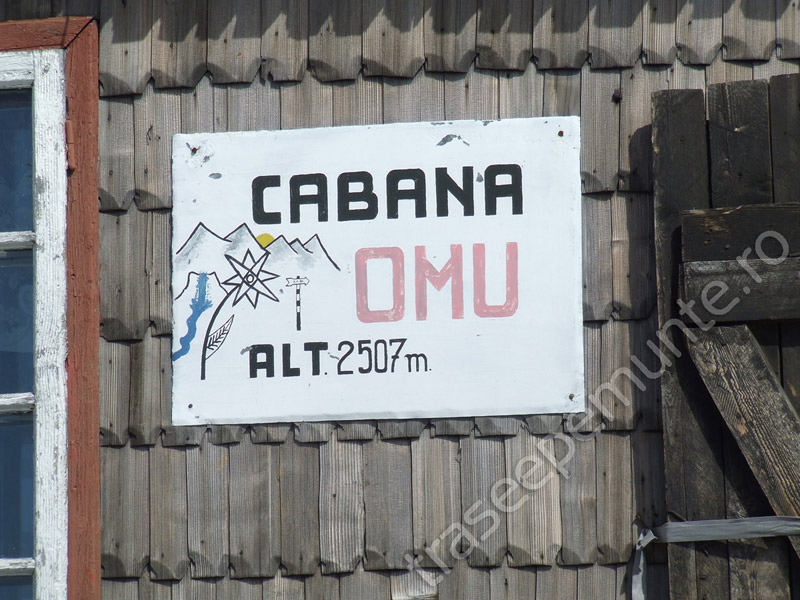 CABANA
OMU
ALT. 2507m.
traseepemunte.ro